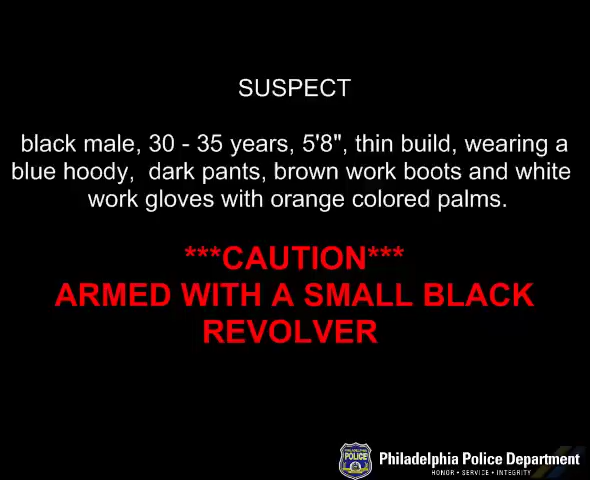 SUSPECT
black male, 30 - 35 years, 5'8", thin build, wearing a
blue hoody, dark pants, brown work boots and white
work gloves with orange colored palms.
***CAUTION***
ARMED WITH A SMALL BLACK
REVOLVER
POLICE
Philadelphia Police Department
HONOR • SERVICE • INTEGRITY